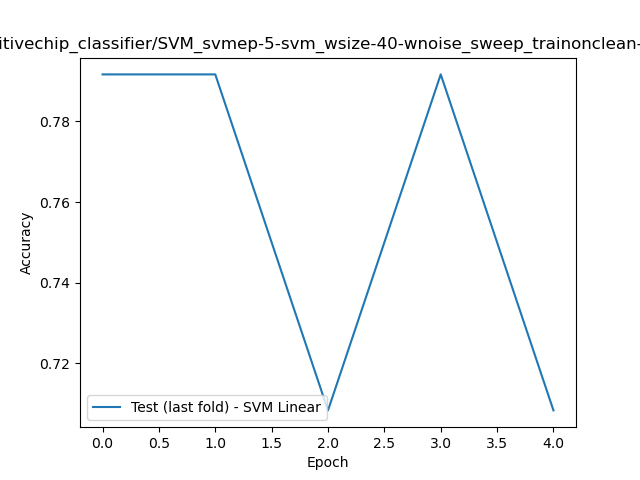 itivechip_classifier/SVM_svmep-5-svm_wsize-40-wnoise_sweep_trainonclean-
0.78
0.76
0.74
0.72
Accuracy
Test (last fold) - SVM Linear
0.0 0.5 1.0 1.5 2.0 2.5 3.0 3.5 4.0
Epoch